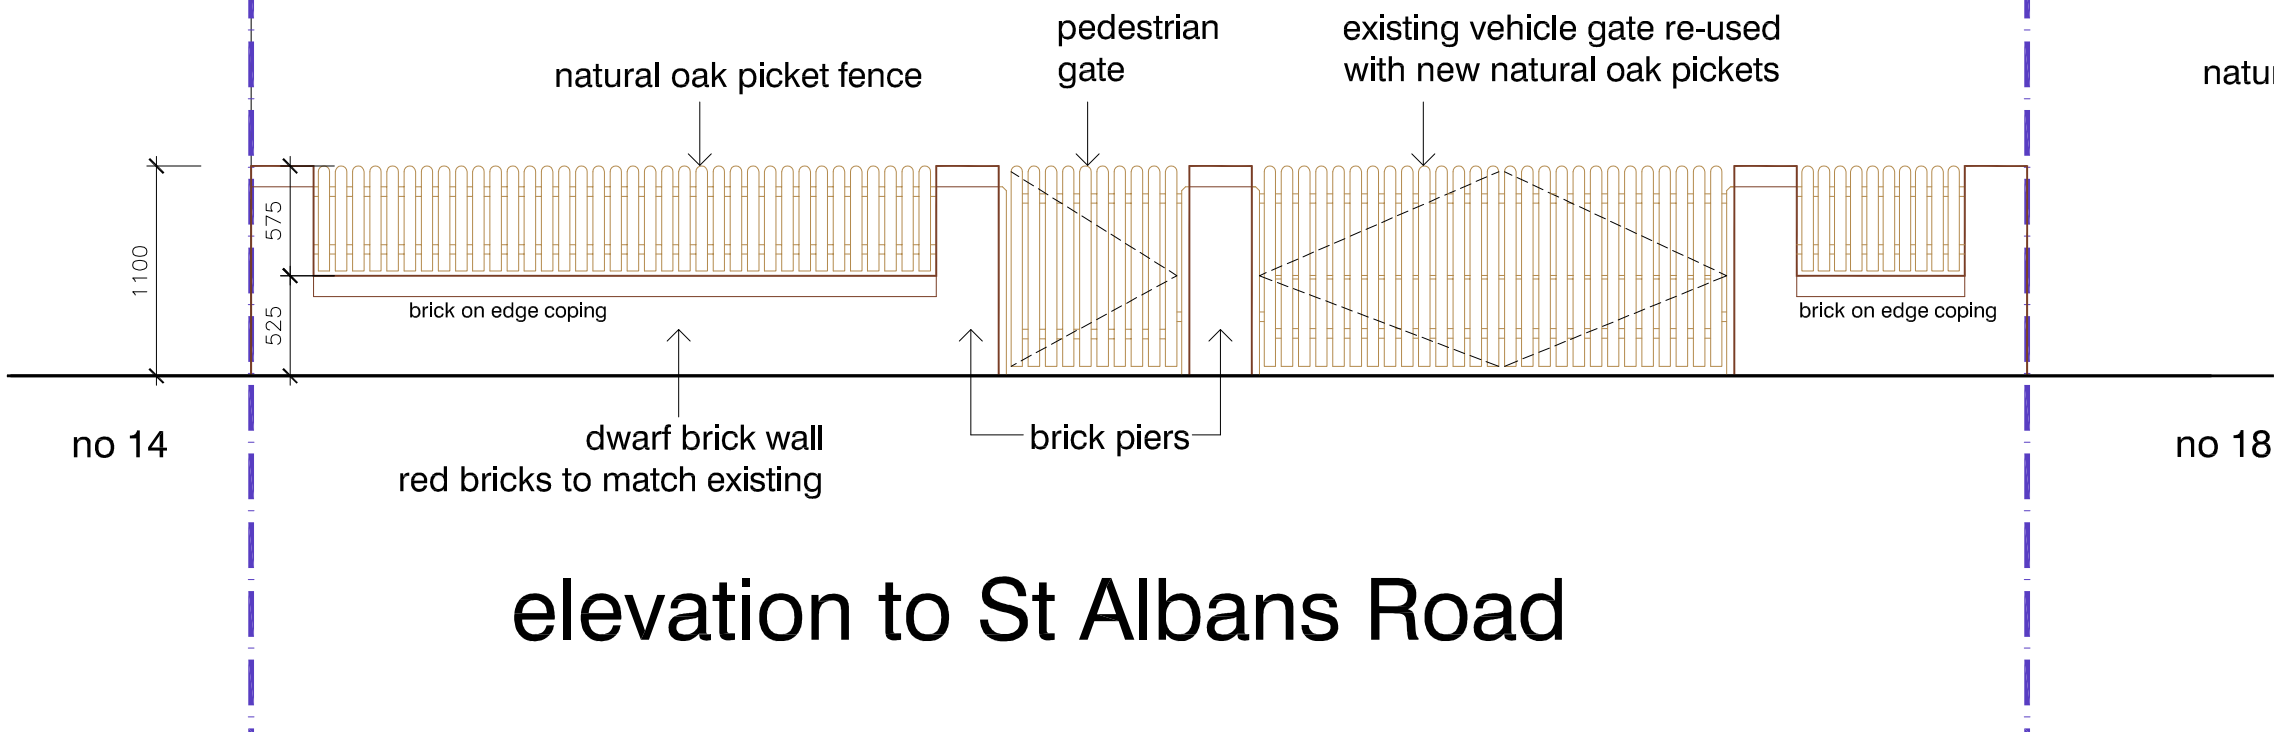 pedestrian
gate
existing vehicle gate re-used
with new natural oak pickets
natural oak picket fence
natur
1100
575
525
brick on edge coping
brick on edge coping
dwarf brick wall
red bricks to match existing
brick piers
no 14
no 18
elevation to St Albans Road